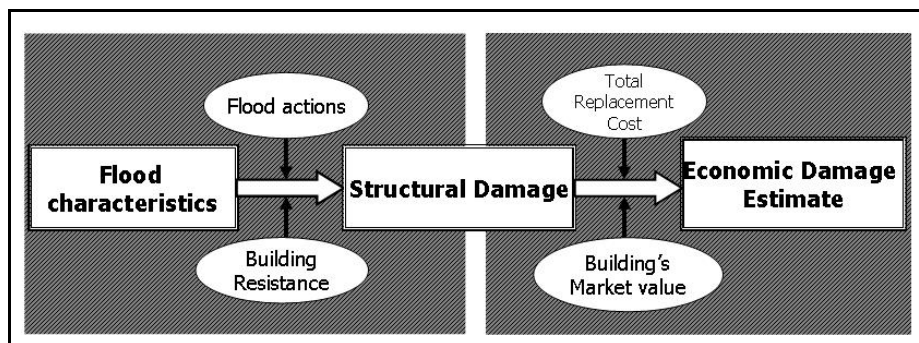 Flood actions
Total
Replacement
Cost
Flood
characteristics
Structural Damage
Economic Damage
Estimate
Building
Resistance
Building's
Market value